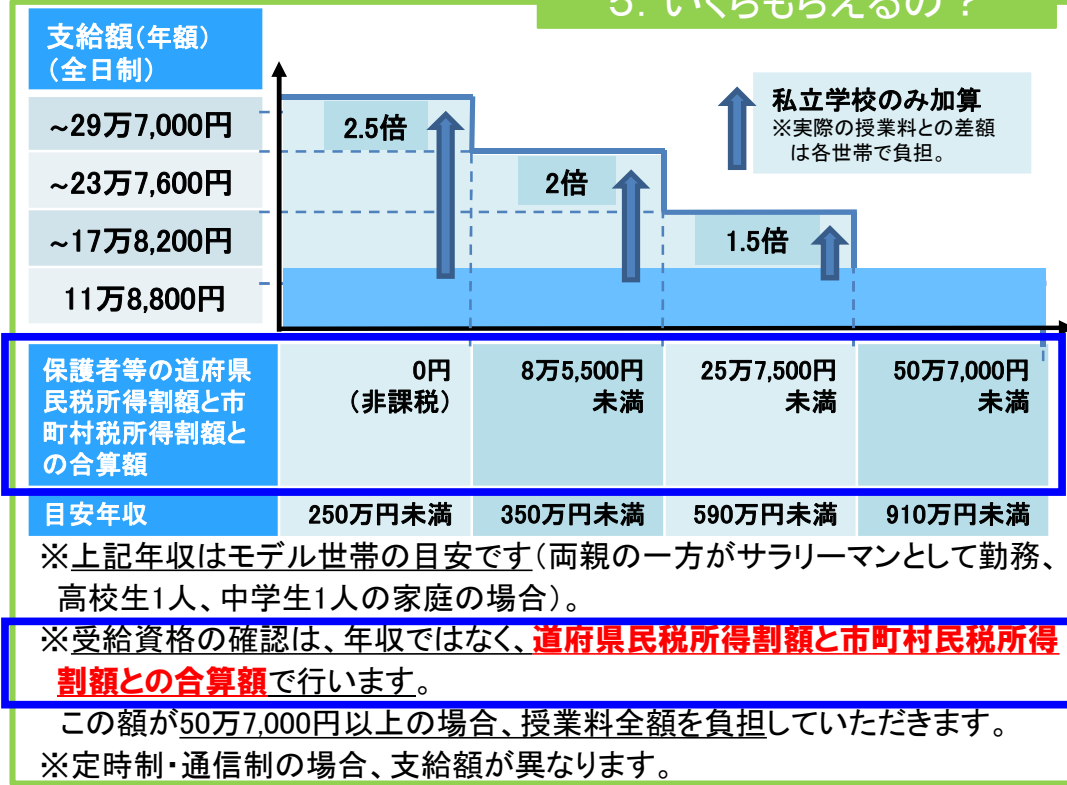 5. いくらもらえるの？
支給額(年額)
(全日制)
~29万7,000円
~23万7,600円
~17万8,200円
11万8,800円
2.5倍
2倍
1.5倍
私立学校のみ加算
※実際の授業料との差額
は各世帯で負担。
保護者等の道府県
民税所得割額と市
町村税所得割額と
の合算額
0円
(非課税)
8万5,500円
未満
25万7,500円
未満
50万7,000円
未満
目安年収
250万円未満
350万円未満
590万円未満
910万円未満
※上記年収はモデル世帯の目安です(両親の一方がサラリーマンとして勤務、
高校生1人、中学生1人の家庭の場合)。
※受給資格の確認は、年収ではなく、道府県民税所得割額と市町村民税所得
割額との合算額で行います。
この額が50万7,000円以上の場合、授業料全額を負担していただきます。
※定時制・通信制の場合、支給額が異なります。